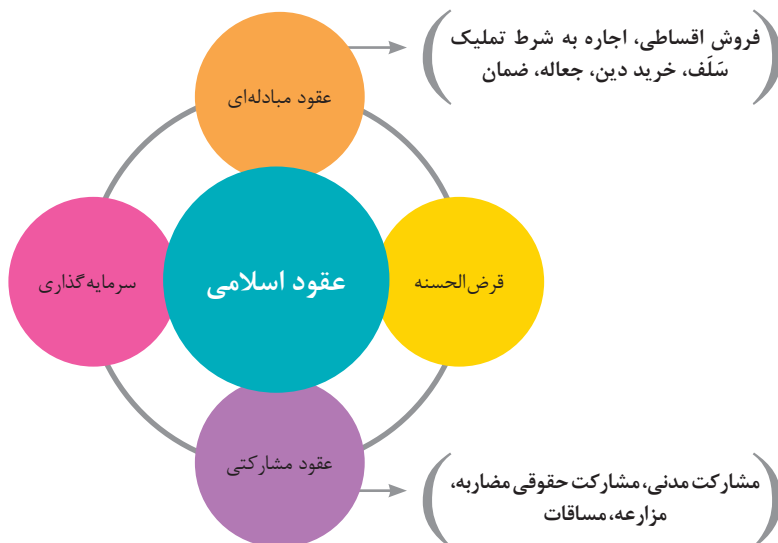 فروش اقساطی، اجاره به شرط تملیک
سَلَف، خرید دین، جعاله، ضمان
عقود مبادله‌ای
قرض‌الحسنه
عقود اسلامی
سرمایه‌گذاری
عقود مشارکتی
مشارکت مدنی، مشارکت حقوقی مضاربه،
مزارعه، مساقات